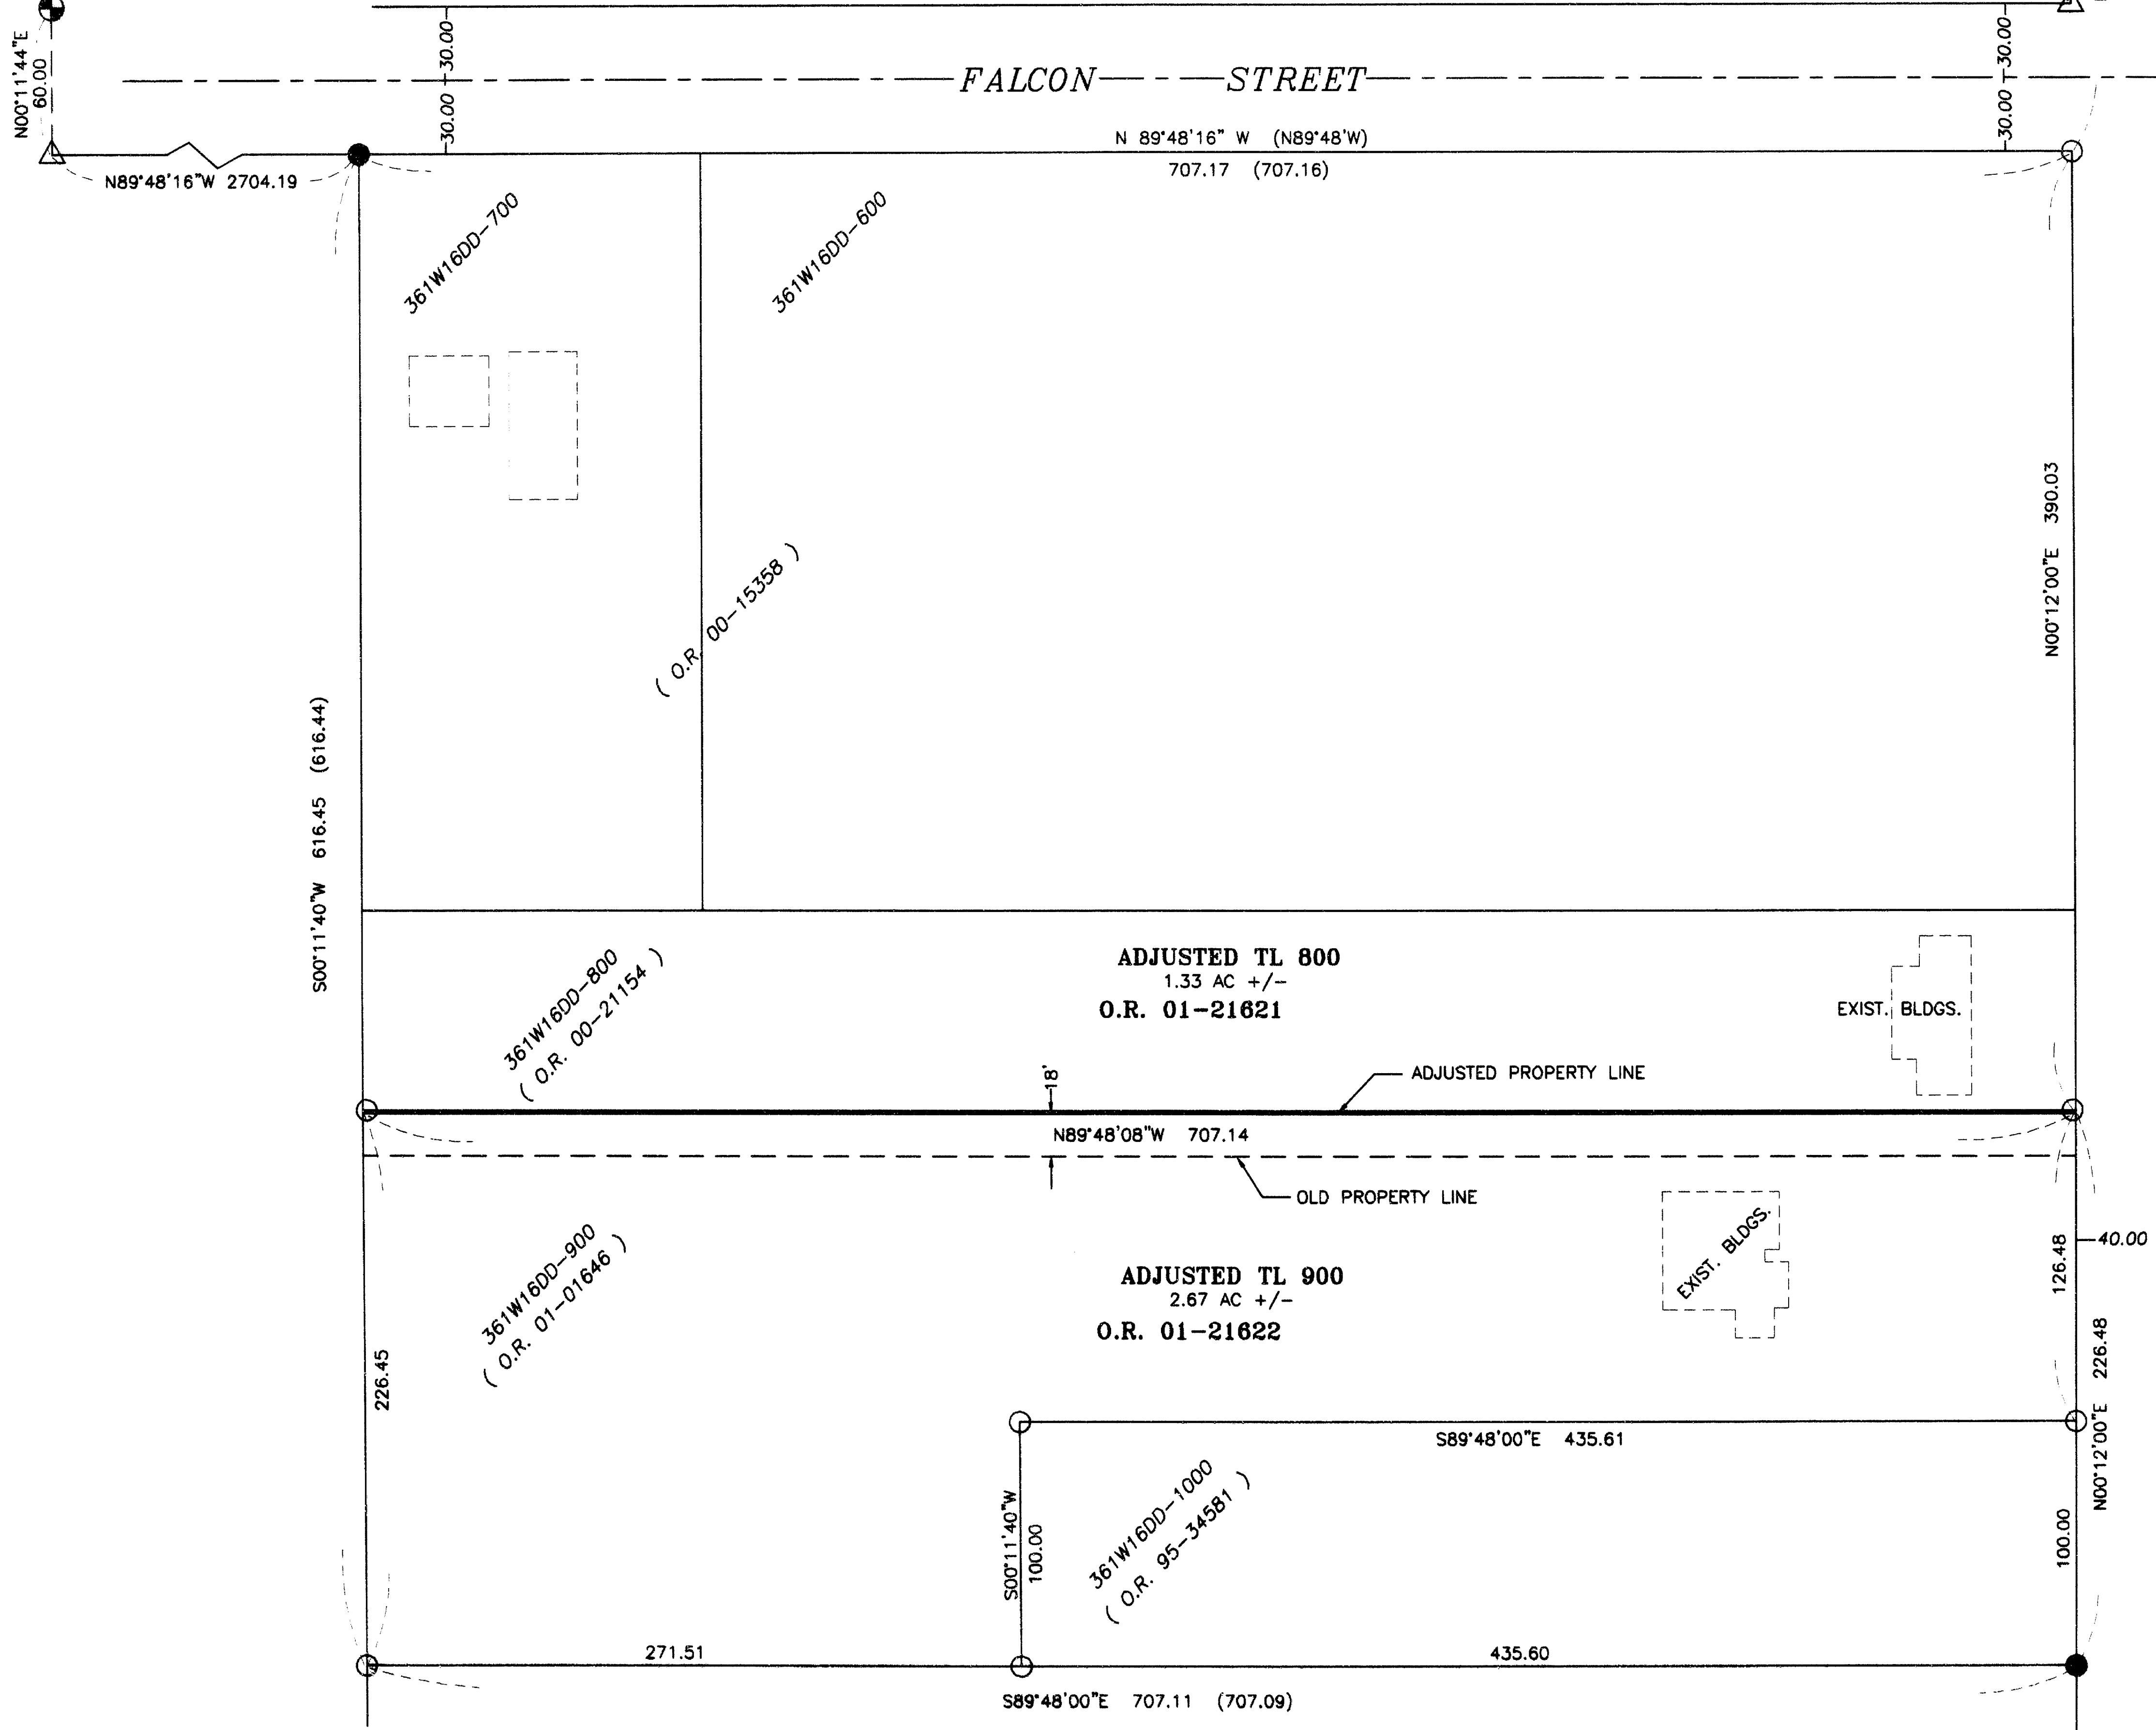 N00°11'44"E
60.00
30.00
30.00
FALCON STREET
30.00
30.00
N 89°48'16" W (N89°48'W)
707.17 (707.16)
N89°48'16"W 2704.19
361W16DD-700
361W16DD-600
( O.R. 00-15358 )
N00°12'00"E 390.03
S00°11'40"W 616.45 (616.44)
361W16DD-800
( O.R. 00-21154 )
ADJUSTED TL 800
1.33 AC +/-
O.R. 01-21621
EXIST. BLDGS.
18'
ADJUSTED PROPERTY LINE
N89°48'08"W 707.14
OLD PROPERTY LINE
361W16DD-900
( O.R. 01-01646 )
ADJUSTED TL 900
2.67 AC +/-
O.R. 01-21622
EXIST. BLDGS.
126.48
40.00
226.45
N00°12'00"E 226.48
S89°48'00"E 435.61
S00°11'40"W
100.00
361W16DD-1000
( O.R. 95-34581 )
100.00
271.51
435.60
S89°48'00"E 707.11 (707.09)